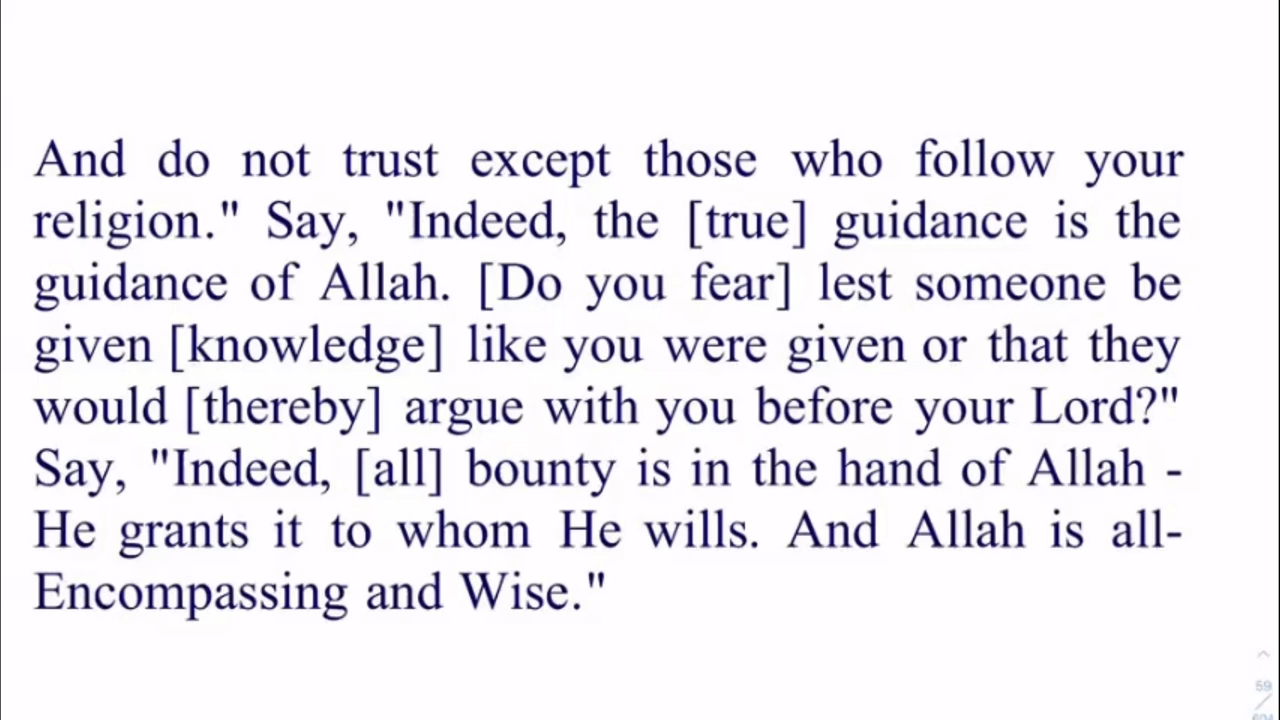 And do not trust except those who follow your
religion." Say, "Indeed, the [true] guidance is the
guidance of Allah. [Do you fear] lest someone be
given [knowledge] like you were given or that they
would [thereby] argue with you before your Lord?"
Say, "Indeed, [all] bounty is in the hand of Allah -
He grants it to whom He wills. And Allah is all-
Encompassing and Wise."
59
/
604